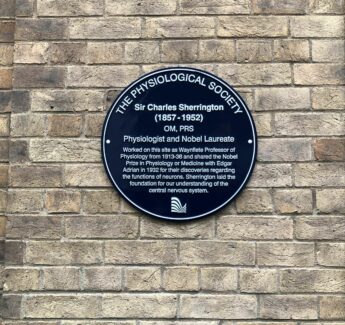 THE PHYSIOLOGICAL SOCIETY
Sir Charles Sherrington
(1857-1952)
OM, PRS
Physiologist and Nobel Laureate
Worked on this site as Waynflete Professor of
Physiology from 1913-36 and shared the Nobel
Prize in Physiology or Medicine with Edgar
Adrian in 1932 for their discoveries regarding
the functions of neurons. Sherrington laid the
foundation for our understanding of the
central nervous system.